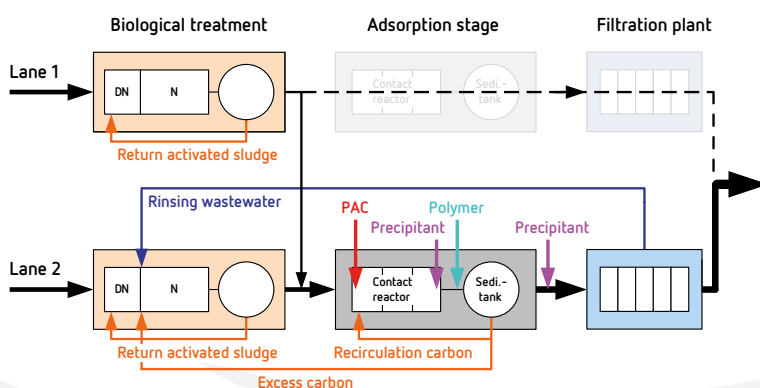 Biological treatment
Adsorption stage
Filtration plant
Lane 1
DN
N
Contact
reactor
Sedi.-
tank
Return activated sludge
Rinsing wastewater
PAC
Polymer
Precipitant
Precipitant
Lane 2
DN
N
Contact
reactor
Sedi.-
tank
Return activated sludge
Recirculation carbon
Excess carbon